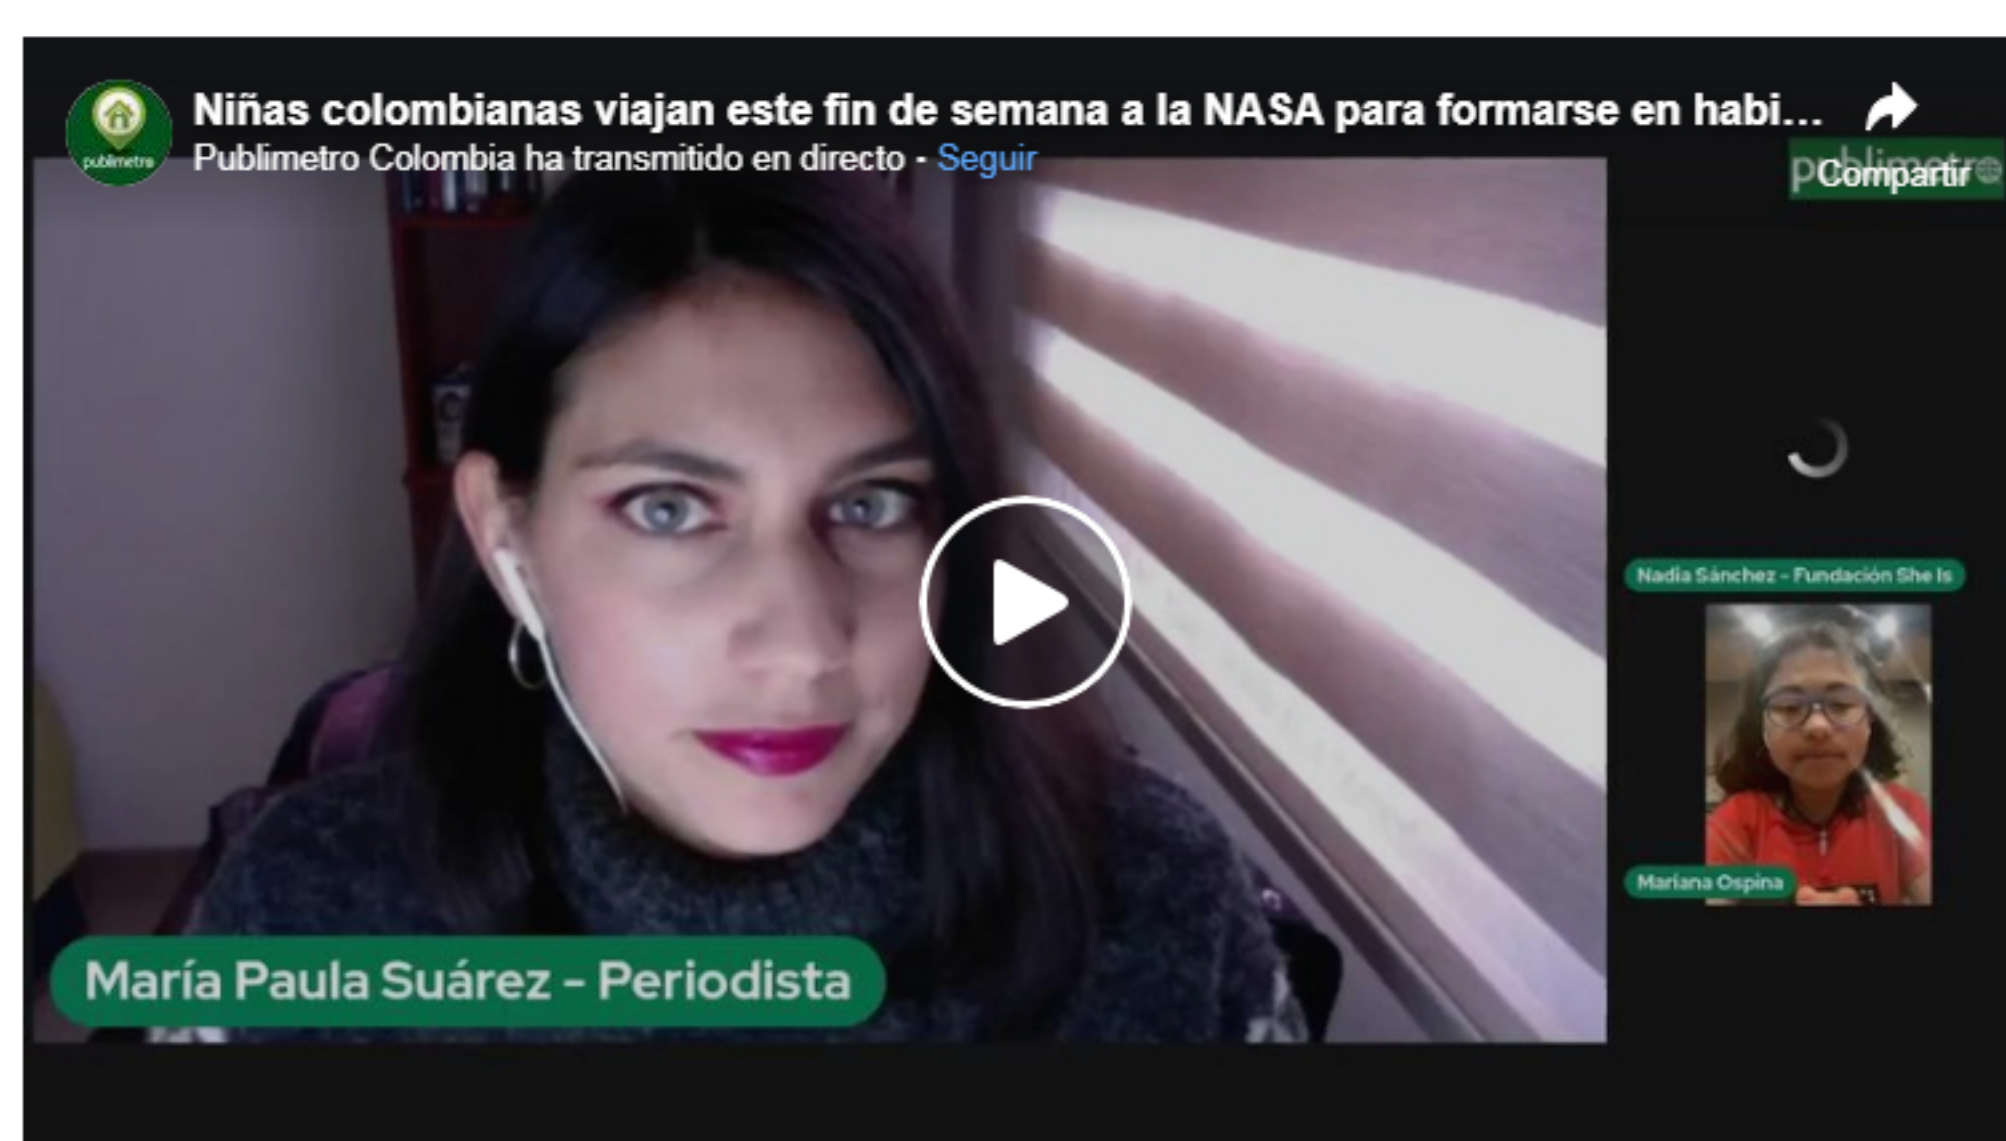 Niñas colombianas viajan este fin de semana a la NASA para formarse en habi...
Publimetro Colombia ha transmitido en directo · Seguir
publimetro
publimetro
Compartir
Nadia Sánchez - Fundación She Is
Mariana Ospina
María Paula Suárez - Periodista